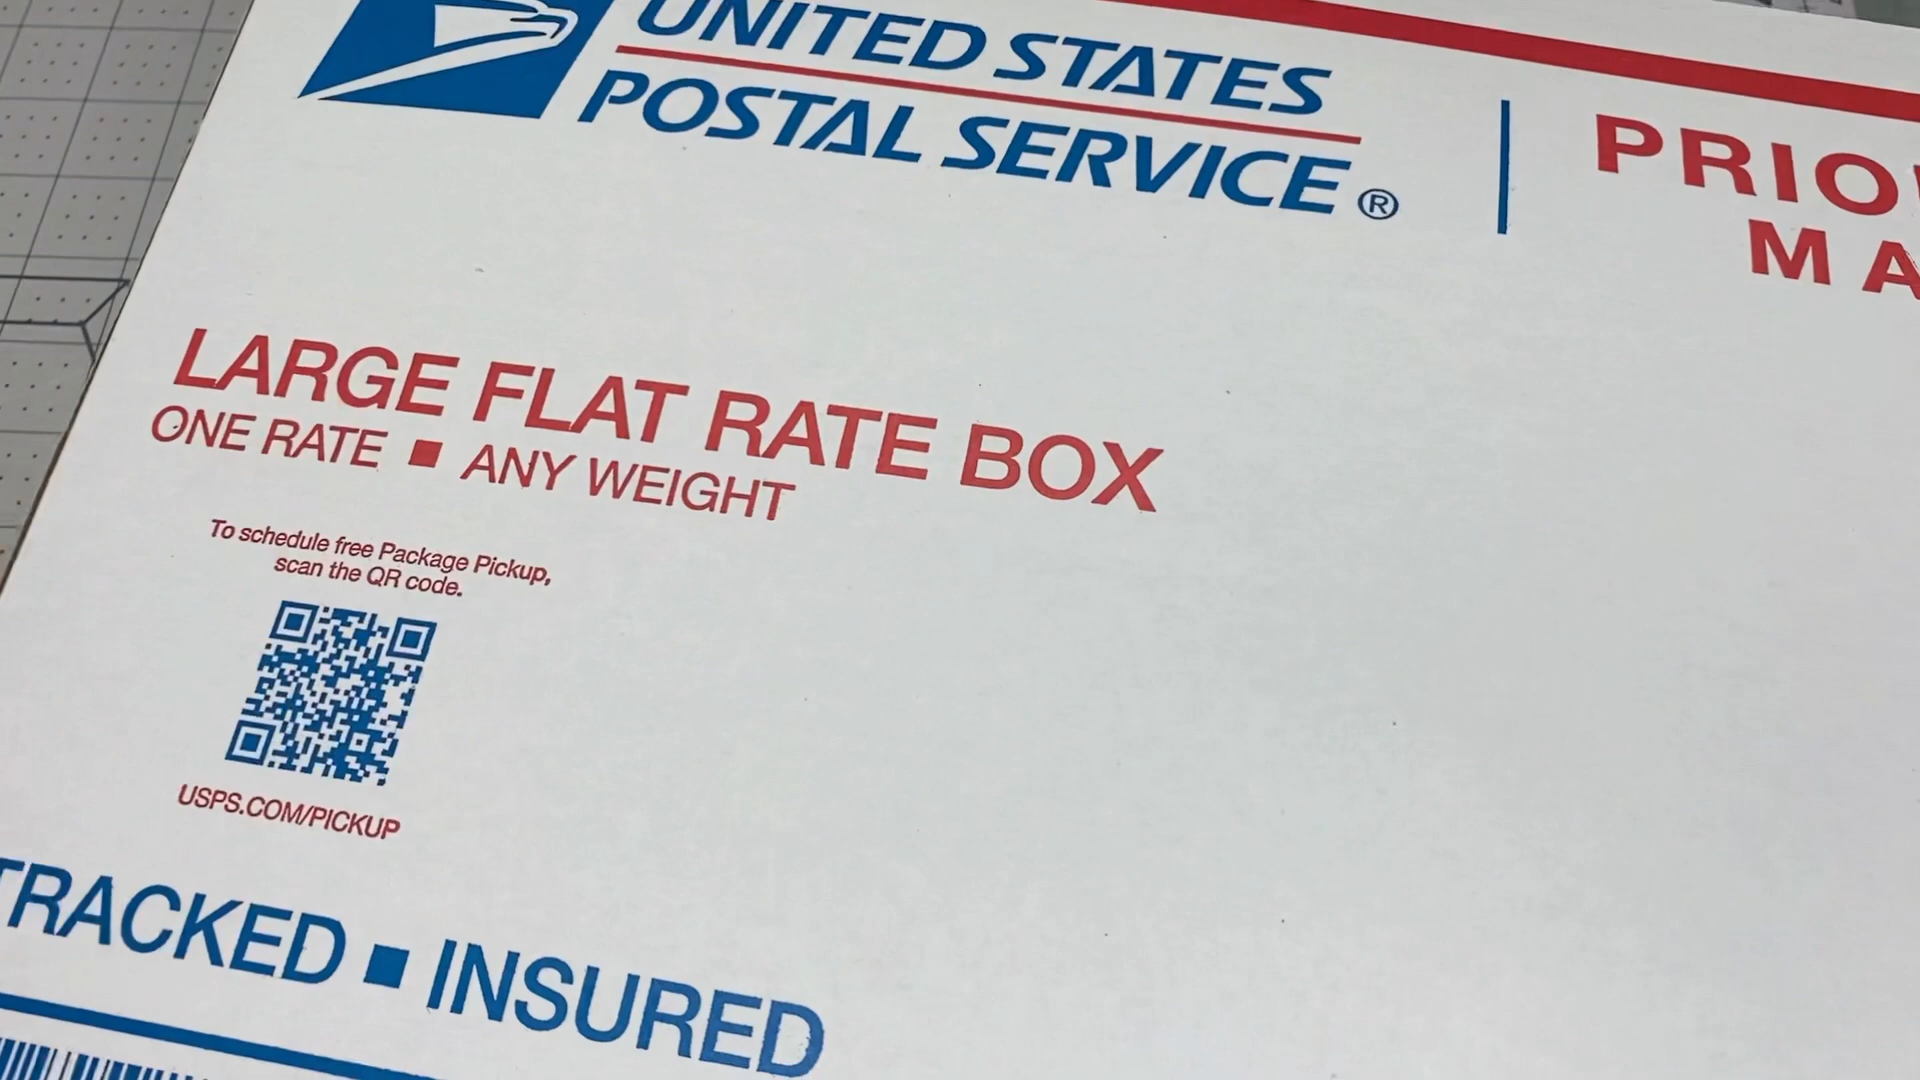 UNITED STATES
POSTAL SERVICE®
PRIO
MA
LARGE FLAT RATE BOX
ONE RATE ■ ANY WEIGHT
To schedule free Package Pickup,
scan the QR code.
USPS.COM/PICKUP
TRACKED ■ INSURED